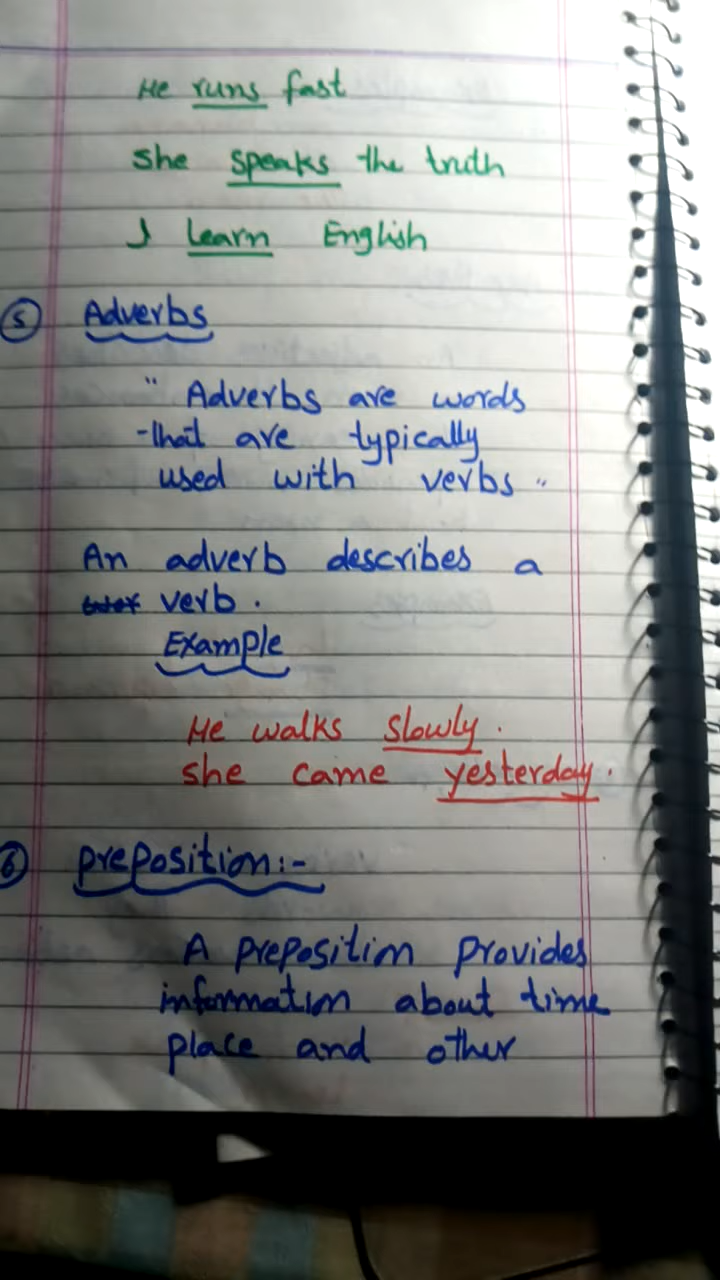 He runs fast
She speaks the truth
I learn English
5 Adverbs
" Adverbs are words
that are typically
used with verbs "
An adverb describes a
verb.
Example
He walks slowly.
She came yesterday.
6 Preposition:-
A preposition provides
information about time
place and other